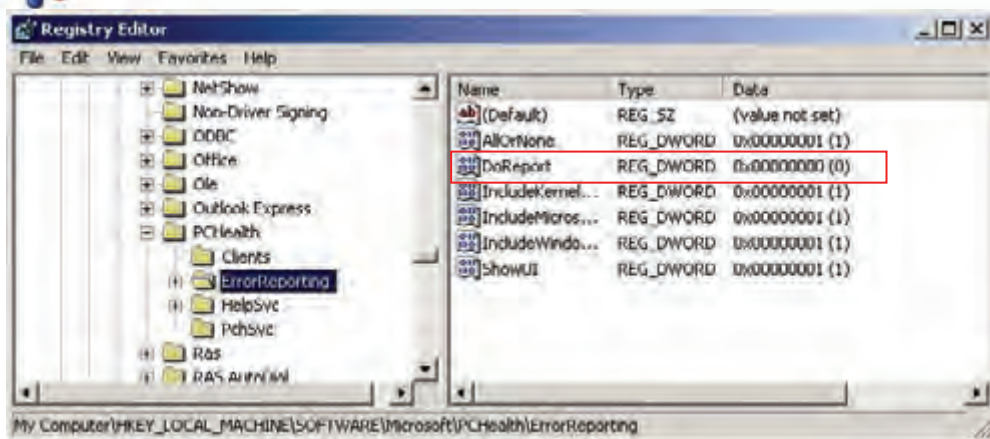 Registry Editor
File Edit View Favorites Help
NetShow
Non-Driver Signing
ODBC
Office
Ole
Outlook Express
PCHealth
Clients
ErrorReporting
HelpSvc
PchSvc
Ras
RAS AutoDial
Name Type Data
(Default) REG_SZ (value not set)
AllOrNone REG_DWORD 0x00000001 (1)
DoReport REG_DWORD 0x00000000 (0)
IncludeKernel... REG_DWORD 0x00000001 (1)
IncludeMicros... REG_DWORD 0x00000001 (1)
IncludeWindo... REG_DWORD 0x00000001 (1)
ShowUI REG_DWORD 0x00000001 (1)
My Computer\HKEY_LOCAL_MACHINE\SOFTWARE\Microsoft\PCHealth\ErrorReporting